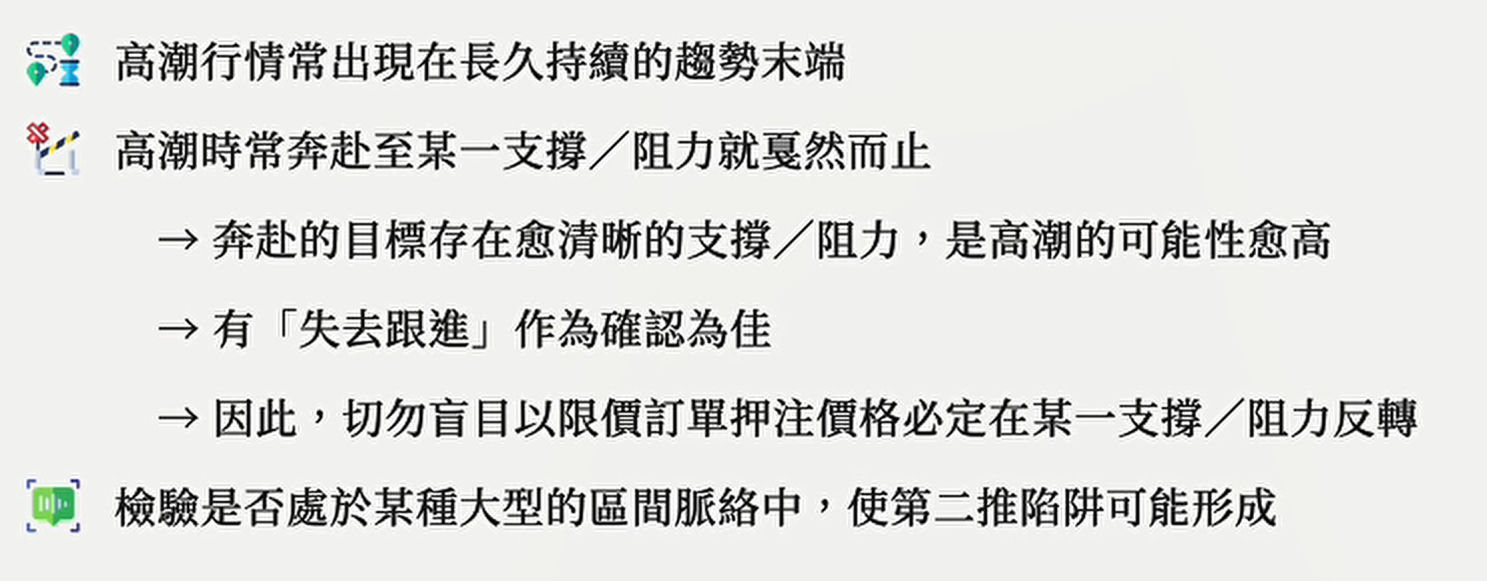 高潮行情常出現在長久持續的趨勢末端
高潮時常奔赴至某一支撐／阻力就戛然而止
→ 奔赴的目標存在愈清晰的支撐／阻力，是高潮的可能性愈高
→ 有「失去跟進」作為確認為佳
→ 因此，切勿盲目以限價訂單押注價格必定在某一支撐／阻力反轉
檢驗是否處於某種大型的區間脈絡中，使第二推陷阱可能形成